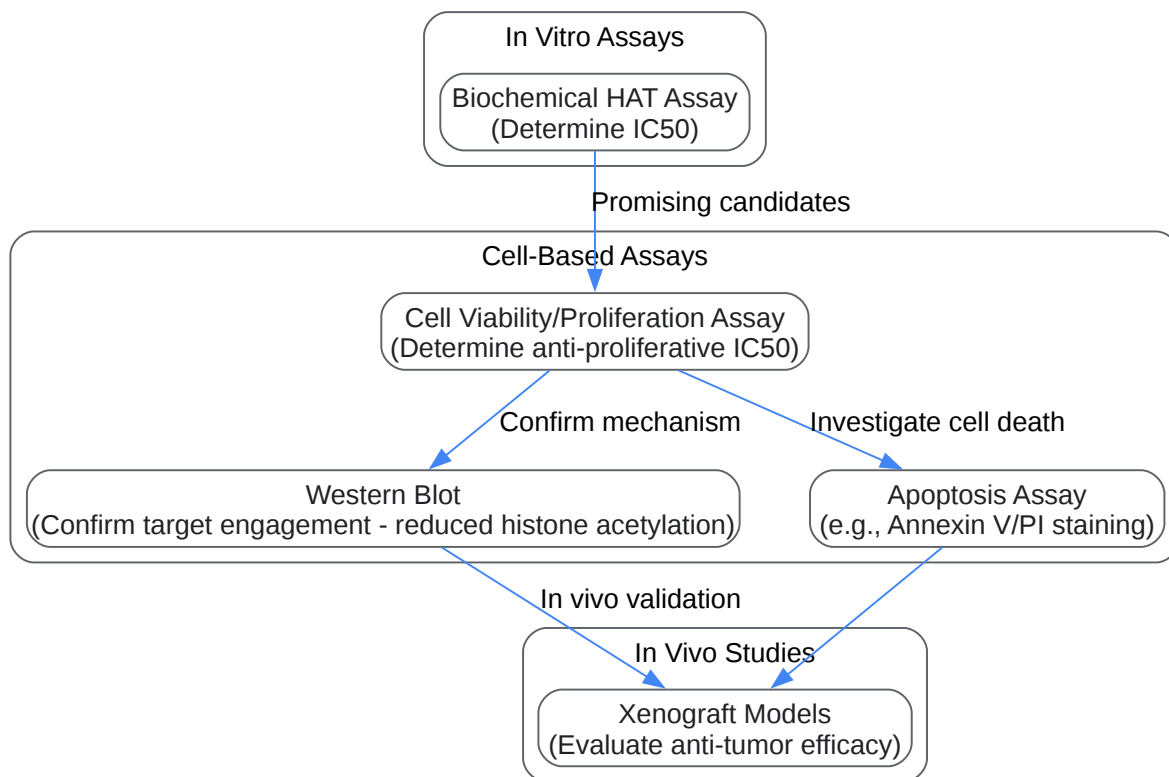 In Vitro Assays
Biochemical HAT Assay
(Determine IC50)
Promising candidates
Cell-Based Assays
Cell Viability/Proliferation Assay
(Determine anti-proliferative IC50)
Confirm mechanism
Investigate cell death
Western Blot
(Confirm target engagement - reduced histone acetylation)
Apoptosis Assay
(e.g., Annexin V/PI staining)
In vivo validation
In Vivo Studies
Xenograft Models
(Evaluate anti-tumor efficacy)